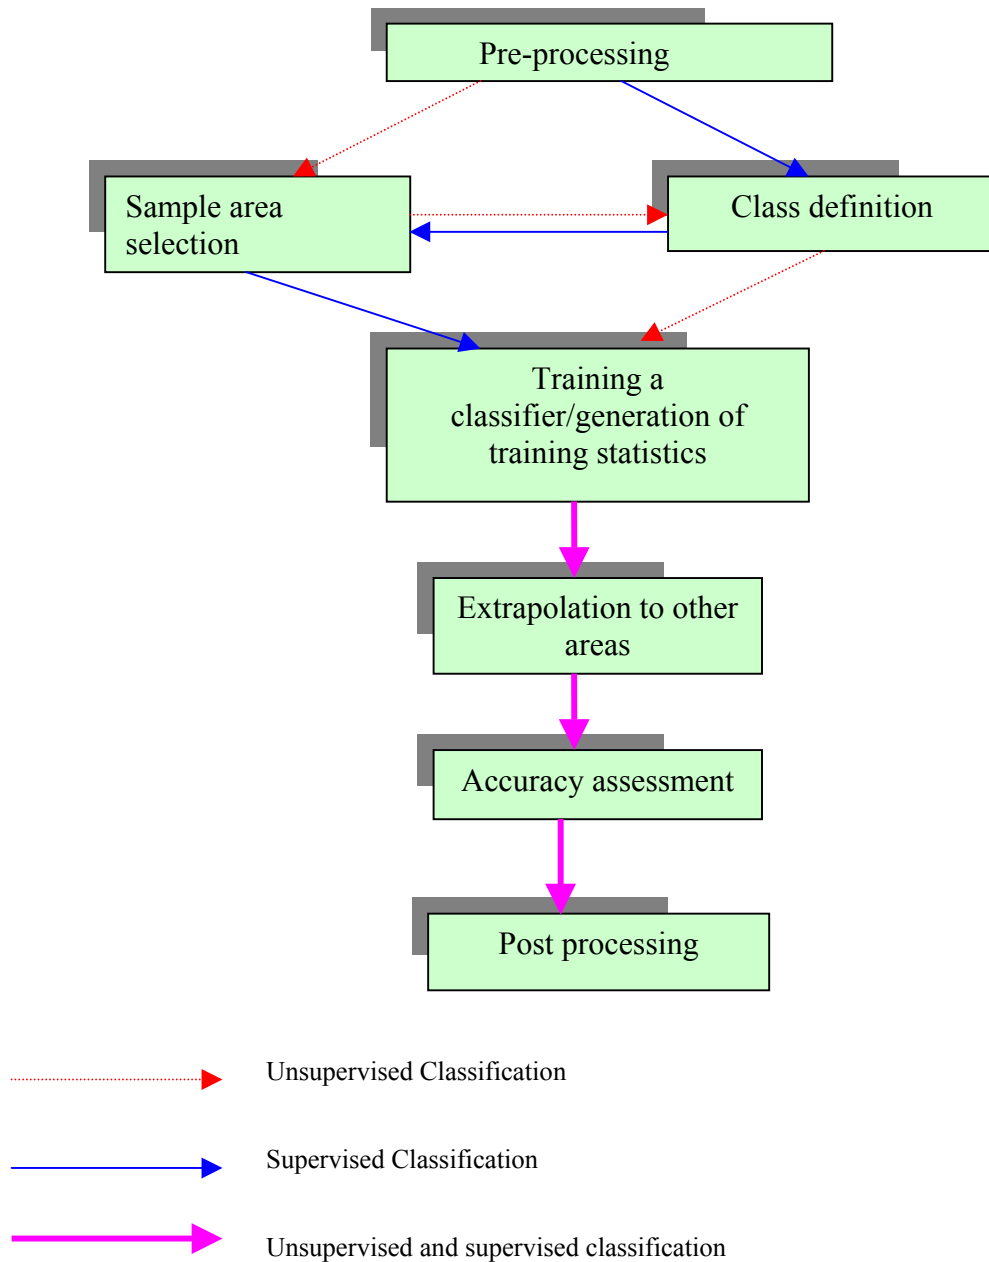 Pre-processing
Sample area
selection
Class definition
Training a
classifier/generation of
training statistics
Extrapolation to other
areas
Accuracy assessment
Post processing
Unsupervised Classification
Supervised Classification
Unsupervised and supervised classification